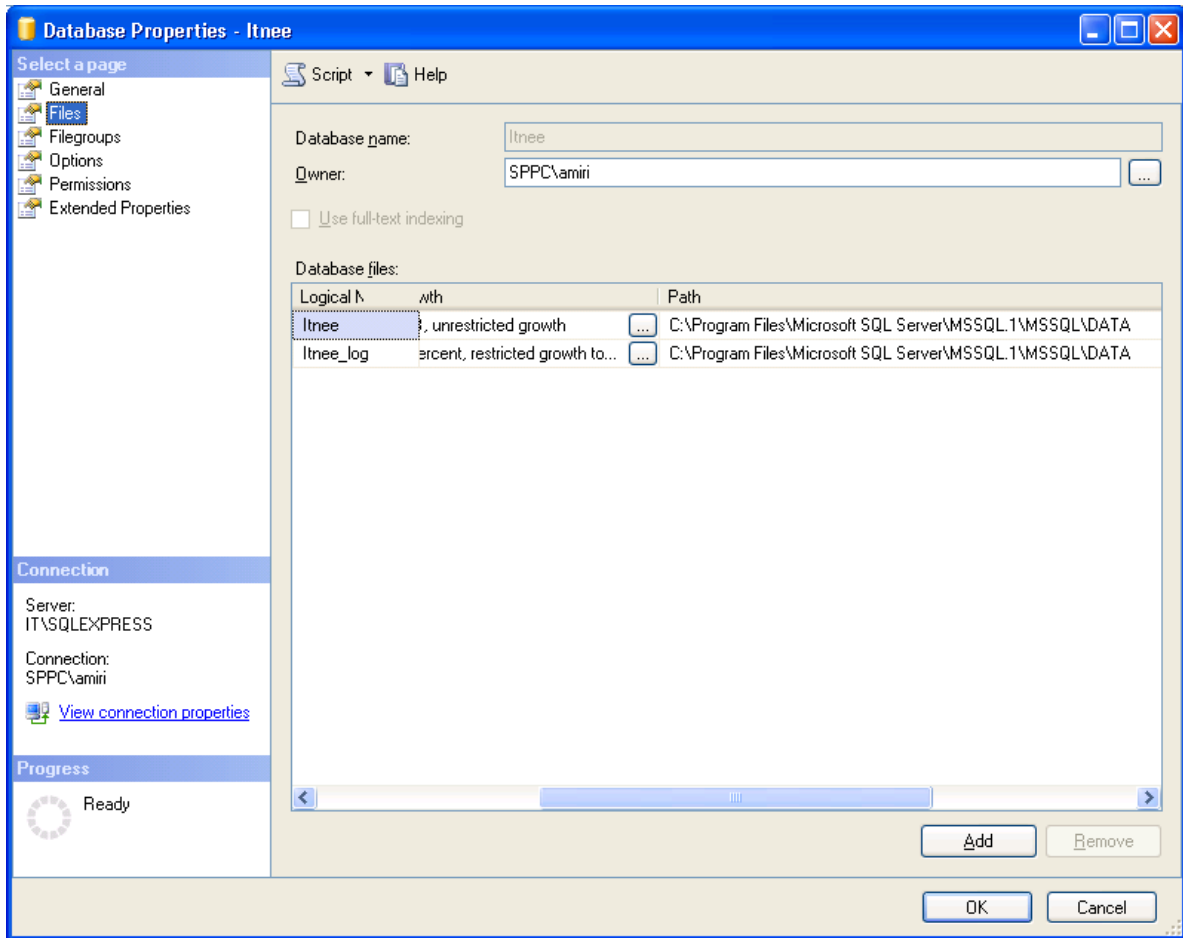 Database Properties - Itnee
Select a page
General
Files
Filegroups
Options
Permissions
Extended Properties
Script
Help
Database name:
Itnee
Owner:
SPPC\amiri
...
Use full-text indexing
Database files:
Logical N wth Path
Itnee , unrestricted growth ... C:\Program Files\Microsoft SQL Server\MSSQL.1\MSSQL\DATA
Itnee_log ercent, restricted growth to... ... C:\Program Files\Microsoft SQL Server\MSSQL.1\MSSQL\DATA
Connection
Server:
IT\SQLEXPRESS
Connection:
SPPC\amiri
View connection properties
Progress
Ready
Add
Remove
OK
Cancel